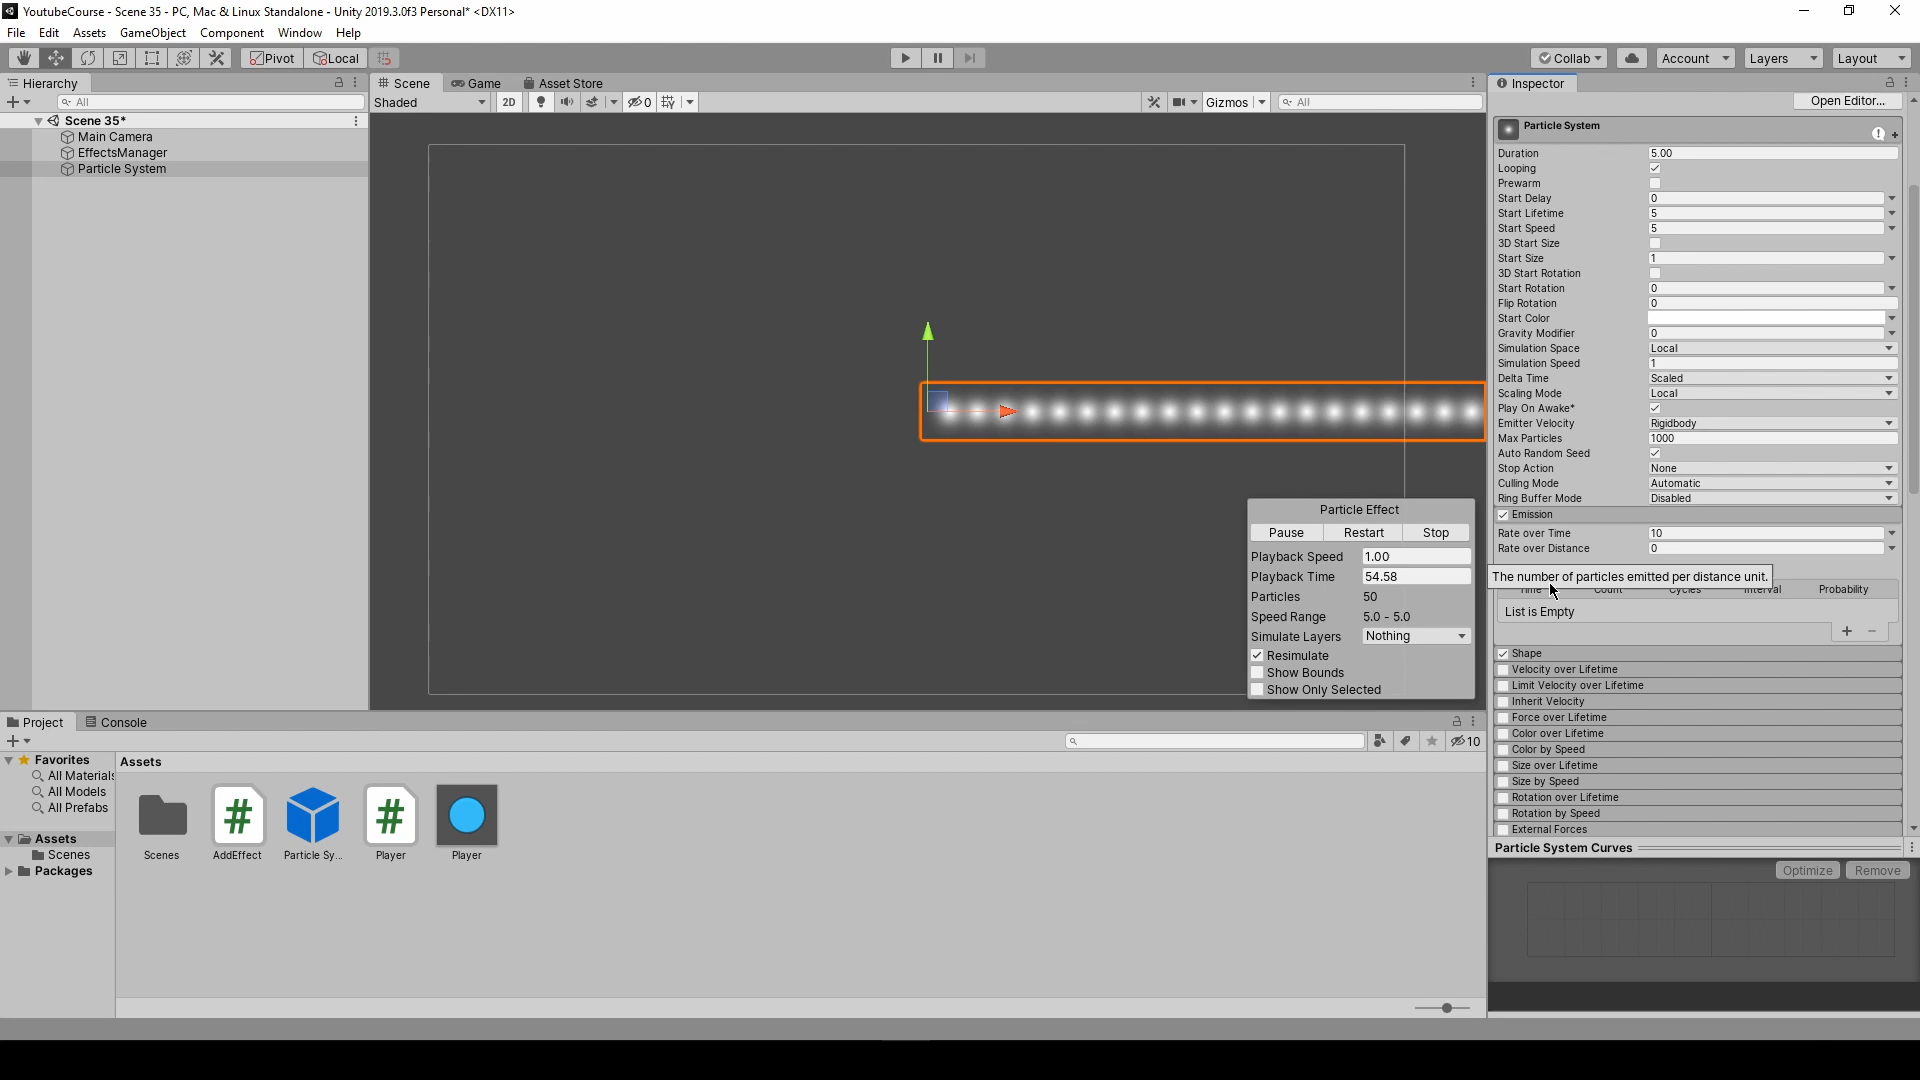 YoutubeCourse - Scene 35 - PC, Mac & Linux Standalone - Unity 2019.3.0f3 Personal* <DX11>
File Edit Assets GameObject Component Window Help
Pivot Local Collab Account Layers Layout
Hierarchy
All
Scene 35*
Main Camera
EffectsManager
Particle System
Scene Game Asset Store
Shaded 2D 0 Gizmos All
Particle Effect
Pause Restart Stop
Playback Speed 1.00
Playback Time 54.58
Particles 50
Speed Range 5.0 - 5.0
Simulate Layers Nothing
Resimulate
Show Bounds
Show Only Selected
Inspector
Open Editor...
Particle System
Duration 5.00
Looping
Prewarm
Start Delay 0
Start Lifetime 5
Start Speed 5
3D Start Size
Start Size 1
3D Start Rotation
Start Rotation 0
Flip Rotation 0
Start Color
Gravity Modifier 0
Simulation Space Local
Simulation Speed 1
Delta Time Scaled
Scaling Mode Local
Play On Awake*
Emitter Velocity Rigidbody
Max Particles 1000
Auto Random Seed
Stop Action None
Culling Mode Automatic
Ring Buffer Mode Disabled
Emission
Rate over Time 10
Rate over Distance 0
The number of particles emitted per distance unit.
Time Count Cycles Interval Probability
List is Empty
Shape
Velocity over Lifetime
Limit Velocity over Lifetime
Inherit Velocity
Force over Lifetime
Color over Lifetime
Color by Speed
Size over Lifetime
Size by Speed
Rotation over Lifetime
Rotation by Speed
External Forces
Particle System Curves
Optimize Remove
Project Console
10
Favorites
All Materials
All Models
All Prefabs
Assets
Scenes
Packages
Assets
Scenes AddEffect Particle Sy... Player Player